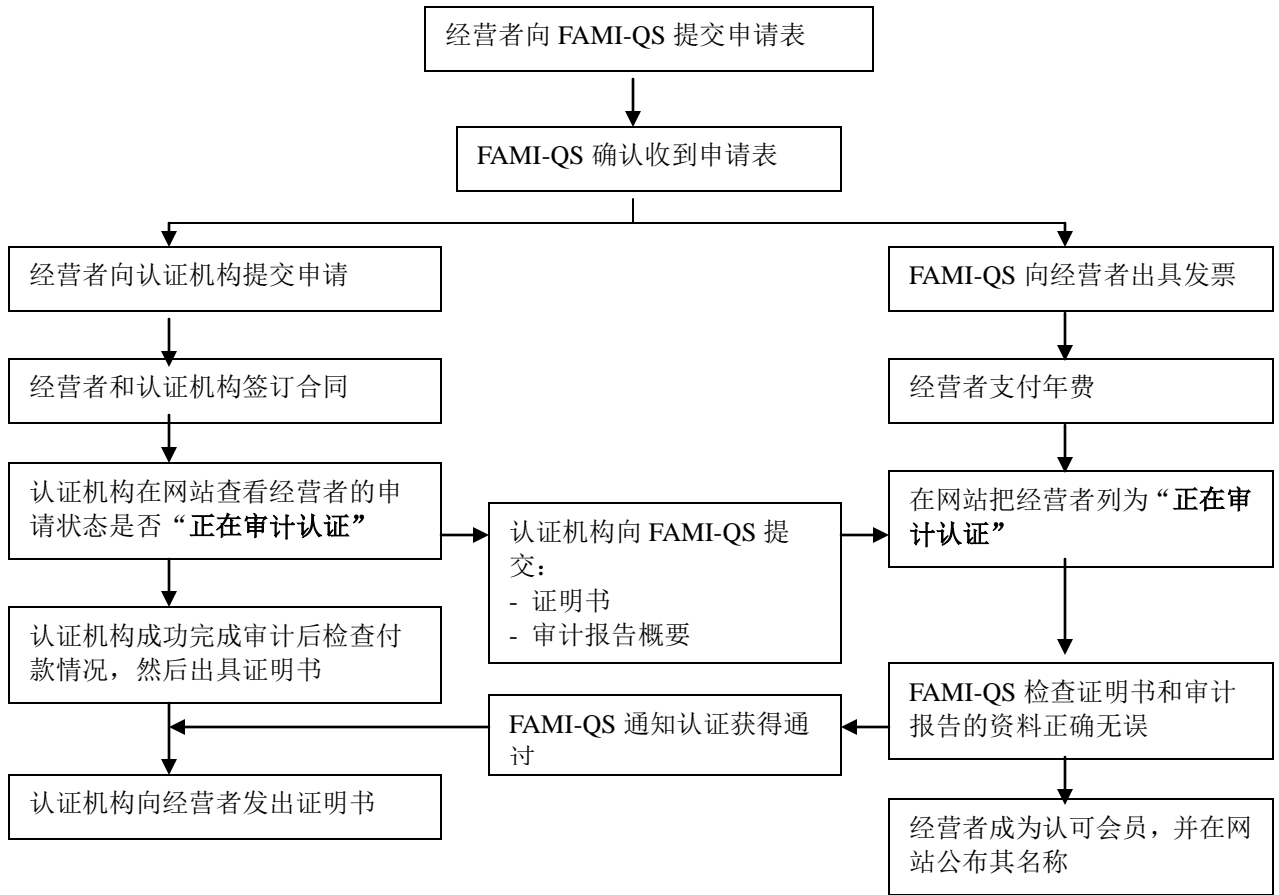 经营者向 FAMI-QS 提交申请表
FAMI-QS 确认收到申请表
经营者向认证机构提交申请
FAMI-QS 向经营者出具发票
经营者和认证机构签订合同
经营者支付年费
认证机构在网站查看经营者的申
请状态是否“正在审计认证”
认证机构向 FAMI-QS 提
交：
- 证明书
- 审计报告概要
在网站把经营者列为“正在审
计认证”
认证机构成功完成审计后检查付
款情况，然后出具证明书
FAMI-QS 检查证明书和审计
报告的资料正确无误
FAMI-QS 通知认证获得通
过
认证机构向经营者发出证明书
经营者成为认可会员，并在网
站公布其名称